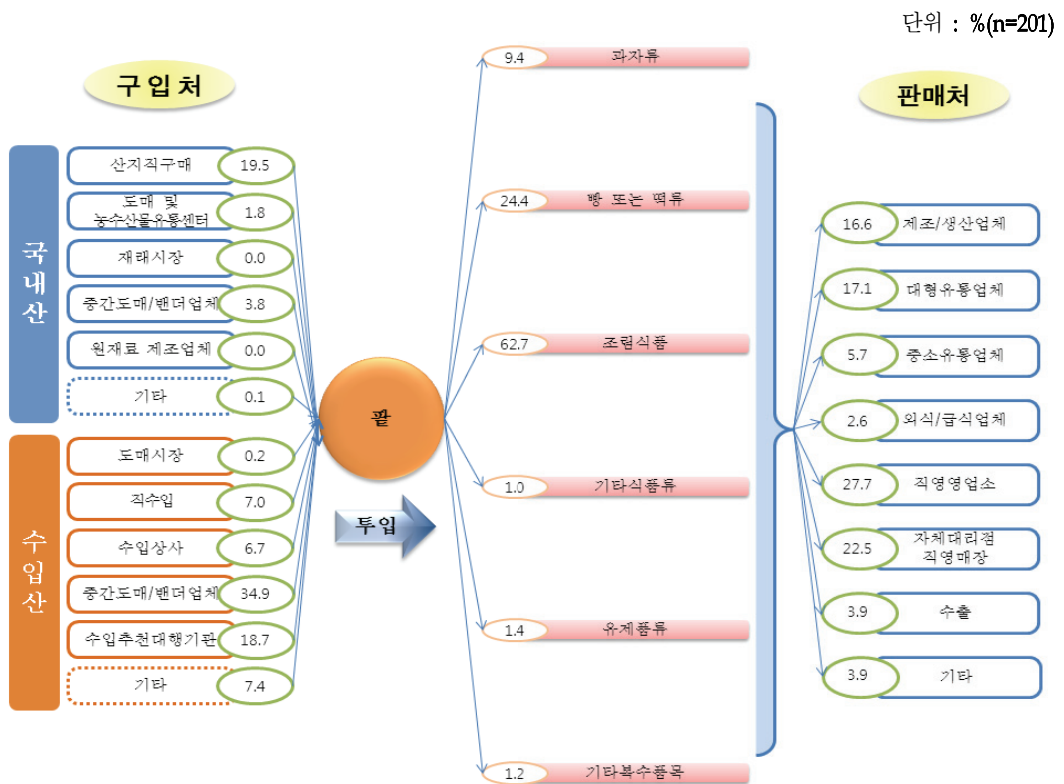 단위 : %(n=201)
구입처
국내산
산지직구매 19.5
도매 및
농수산물유통센터 1.8
재래시장 0.0
중간도매/밴더업체 3.8
원재료 제조업체 0.0
기타 0.1
수입산
도매시장 0.2
직수입 7.0
수입상사 6.7
중간도매/밴더업체 34.9
수입추천대행기관 18.7
기타 7.4
팥
투입
9.4 과자류
24.4 빵 또는 떡류
62.7 조림식품
1.0 기타식품류
1.4 유제품류
1.2 기타복수품목
판매처
16.6 제조/생산업체
17.1 대형유통업체
5.7 중소유통업체
2.6 외식/급식업체
27.7 직영영업소
22.5 자체대리점
직영매장
3.9 수출
3.9 기타